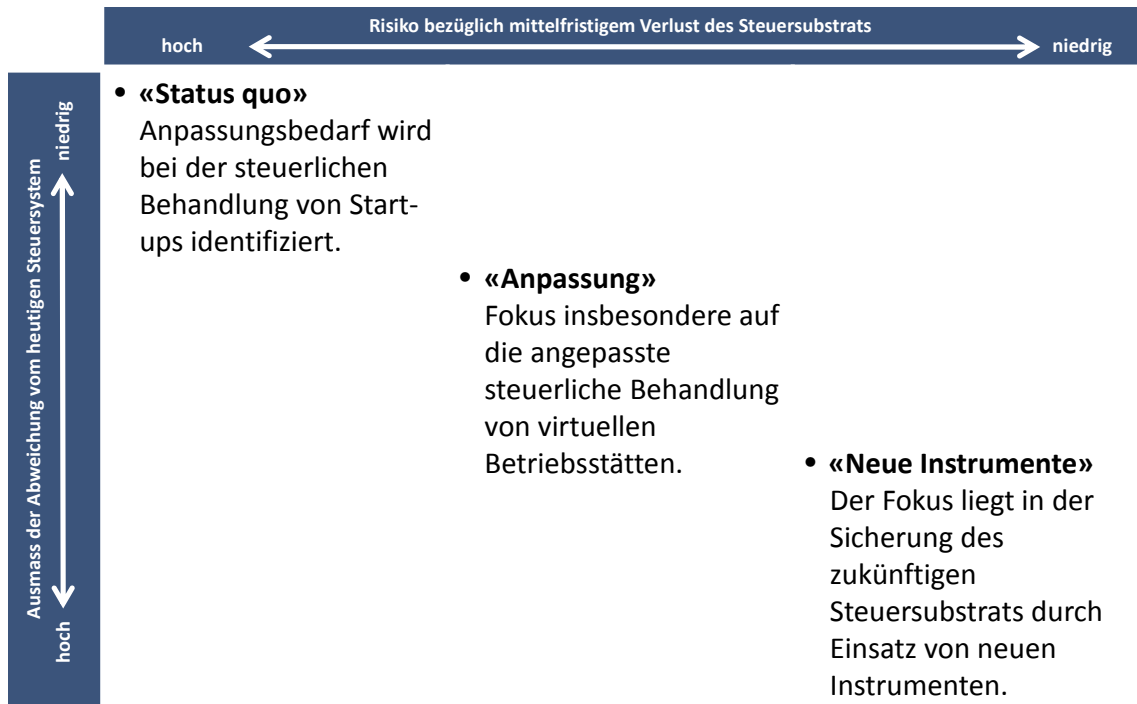 Risiko bezüglich mittelfristigem Verlust des Steuersubstrats
hoch
niedrig
Ausmass der Abweichung vom heutigen Steuersystem
niedrig
hoch
• «Status quo»
Anpassungsbedarf wird
bei der steuerlichen
Behandlung von Start-
ups identifiziert.
• «Anpassung»
Fokus insbesondere auf
die angepasste
steuerliche Behandlung
von virtuellen
Betriebsstätten.
• «Neue Instrumente»
Der Fokus liegt in der
Sicherung des
zukünftigen
Steuersubstrats durch
Einsatz von neuen
Instrumenten.